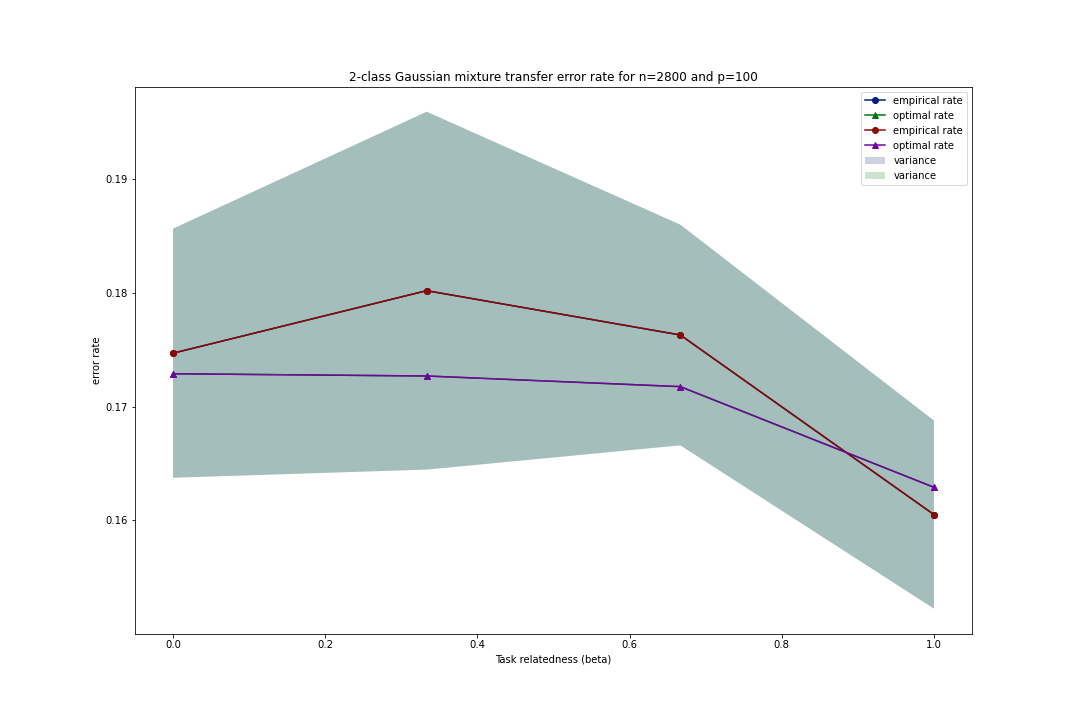 2-class Gaussian mixture transfer error rate for n=2800 and p=100
empirical rate
optimal rate
empirical rate
optimal rate
variance
variance
error rate
0.19
0.18
0.17
0.16
0.0 0.2 0.4 0.6 0.8 1.0
Task relatedness (beta)